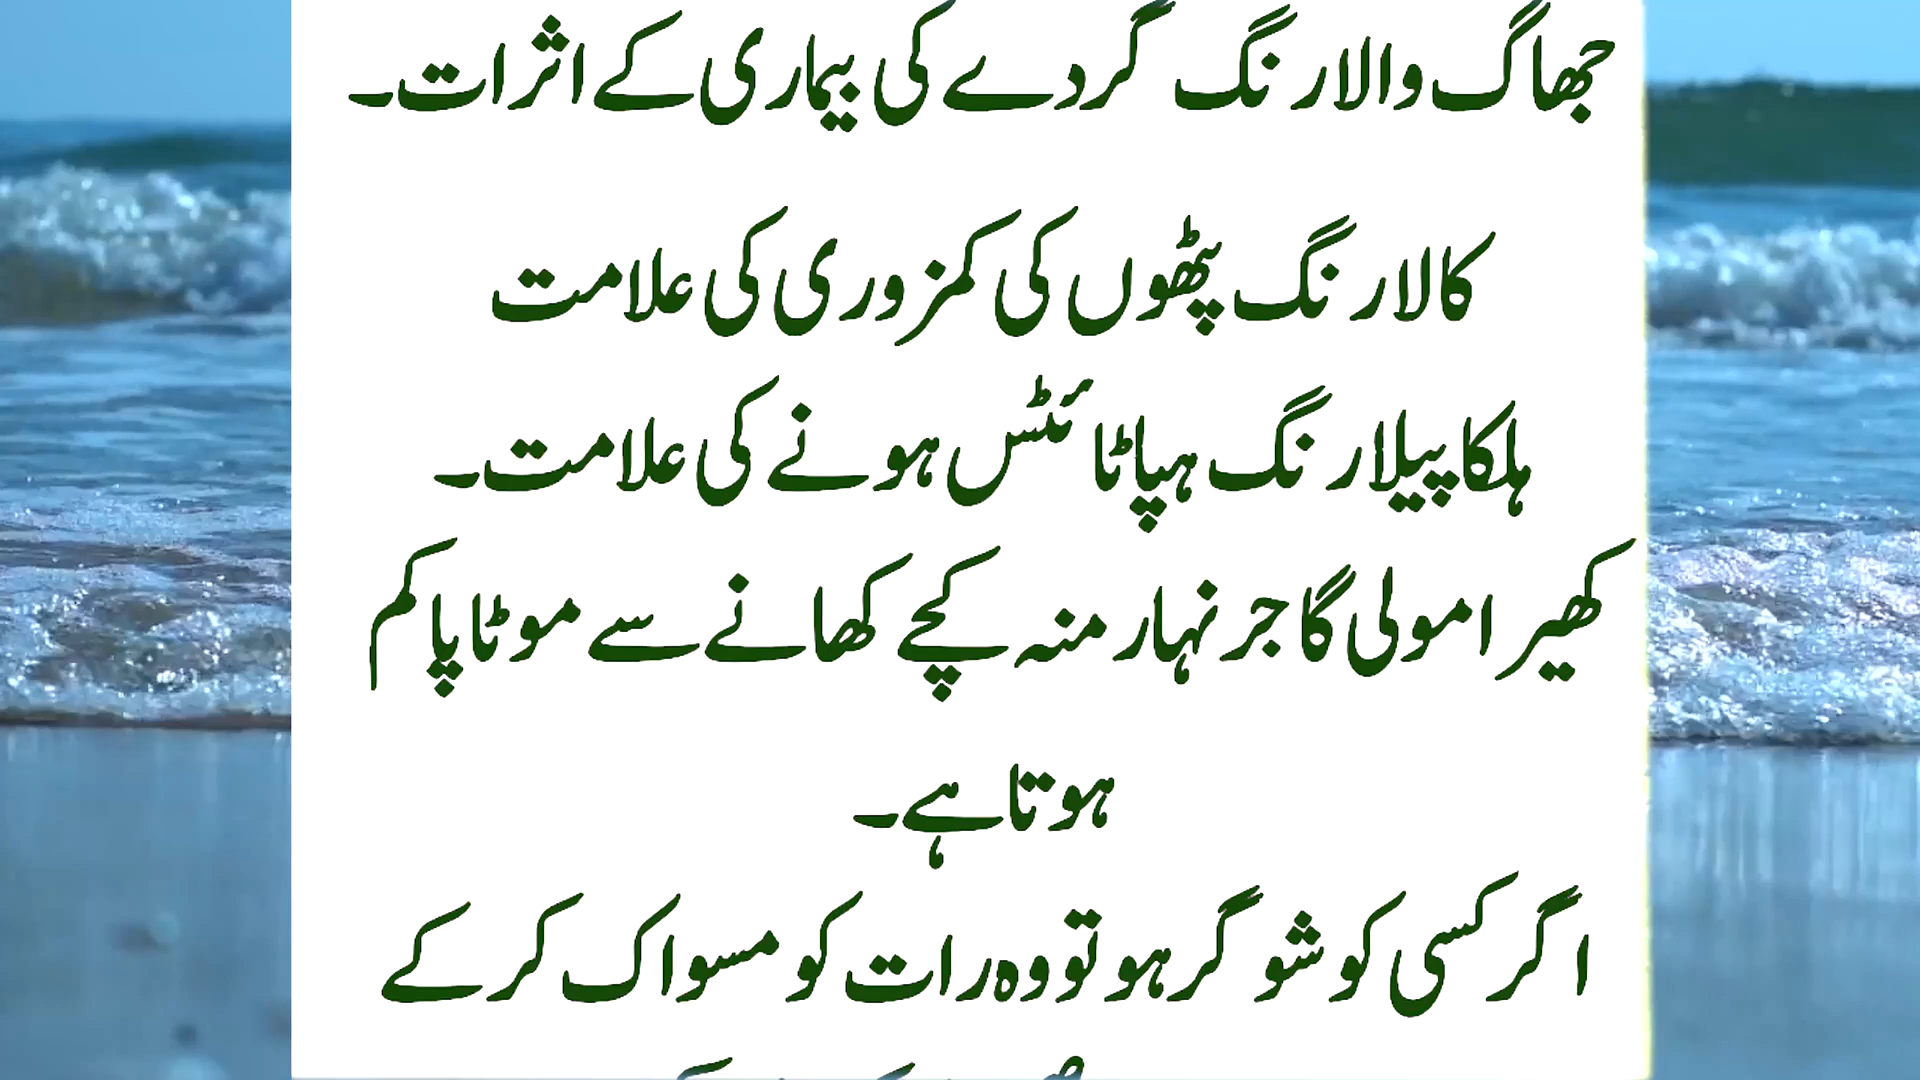 جھاگ والا رنگ گردے کی بیماری کے اثرات۔
کالا رنگ پٹھوں کی کمزوری کی علامت
ہلکا پیلا رنگ ہپاٹائٹس ہونے کی علامت۔
کھیرا مولی گاجر نہار منہ کچے کھانے سے موٹاپا کم
ہوتا ہے۔
اگر کسی کو شوگر ہو تو وہ رات کو مسواک کر کے